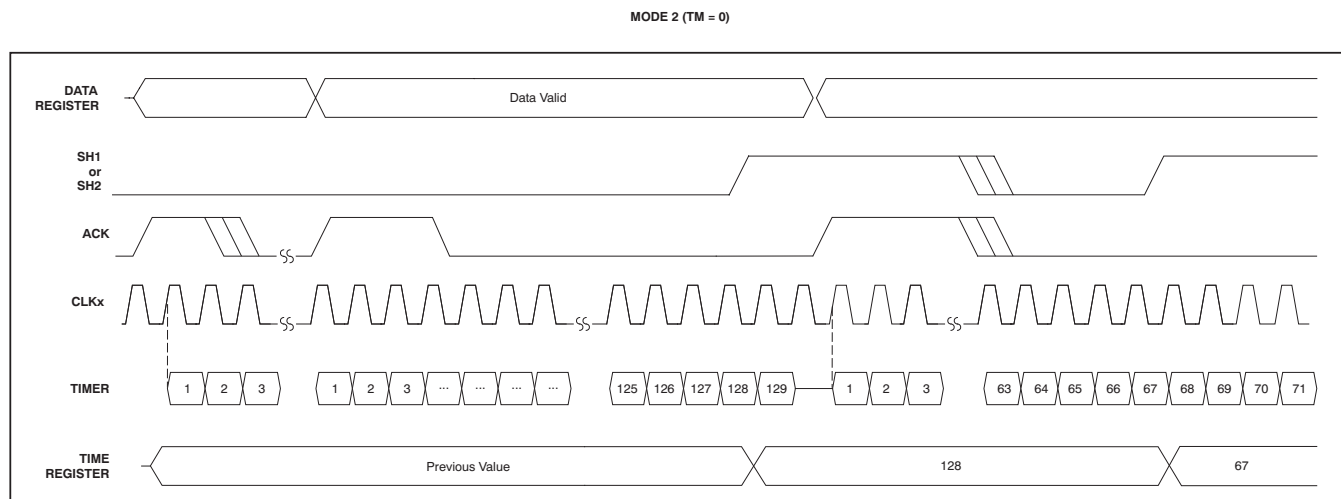 MODE 2 (TM = 0)
DATA
REGISTER
Data Valid
SH1
or
SH2
ACK
CLKx
TIMER
1 2 3 1 2 3 ... ... ... ... 125 126 127 128 129 1 2 3 63 64 65 66 67 68 69 70 71
TIME
REGISTER
Previous Value 128 67